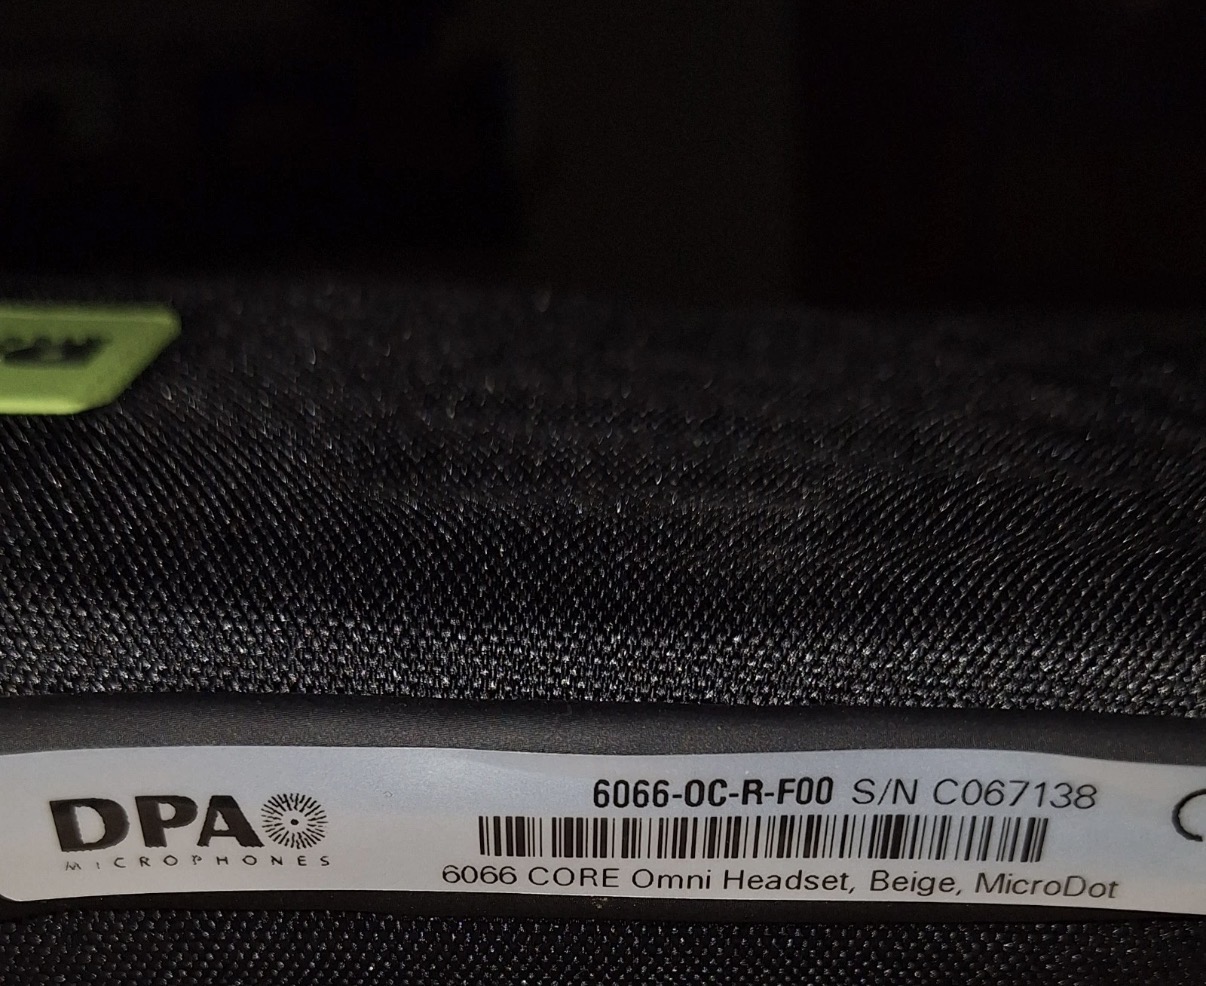 DPA
MICROPHONES
6066-OC-R-F00 S/N C067138
6066 CORE Omni Headset, Beige, MicroDot